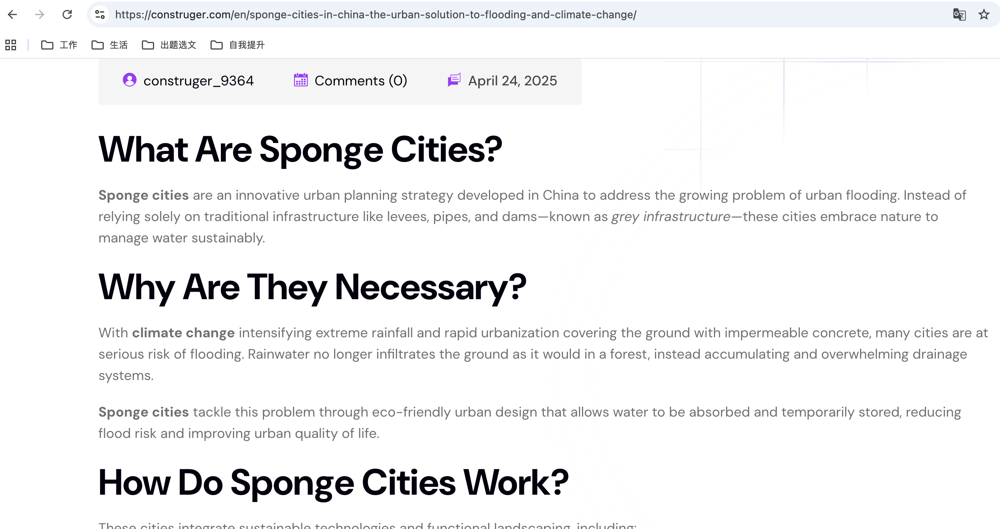 https://construger.com/en/sponge-cities-in-china-the-urban-solution-to-flooding-and-climate-change/
工作 生活 出题选文 自我提升
construger_9364 Comments (0) April 24, 2025
What Are Sponge Cities?
Sponge cities are an innovative urban planning strategy developed in China to address the growing problem of urban flooding. Instead of
relying solely on traditional infrastructure like levees, pipes, and dams—known as grey infrastructure—these cities embrace nature to
manage water sustainably.
Why Are They Necessary?
With climate change intensifying extreme rainfall and rapid urbanization covering the ground with impermeable concrete, many cities are at
serious risk of flooding. Rainwater no longer infiltrates the ground as it would in a forest, instead accumulating and overwhelming drainage
systems.
Sponge cities tackle this problem through eco-friendly urban design that allows water to be absorbed and temporarily stored, reducing
flood risk and improving urban quality of life.
How Do Sponge Cities Work?
These cities integrate sustainable technologies and functional landscaping, including: